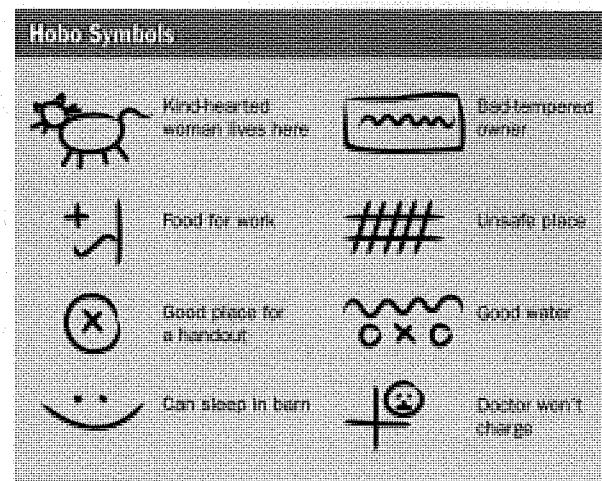 Hobo Symbols
Kind-hearted
woman lives here
Bad-tempered
owner
Food for work
Unsafe place
Good place for
a handout
Good water
Can sleep in barn
Doctor won't
charge